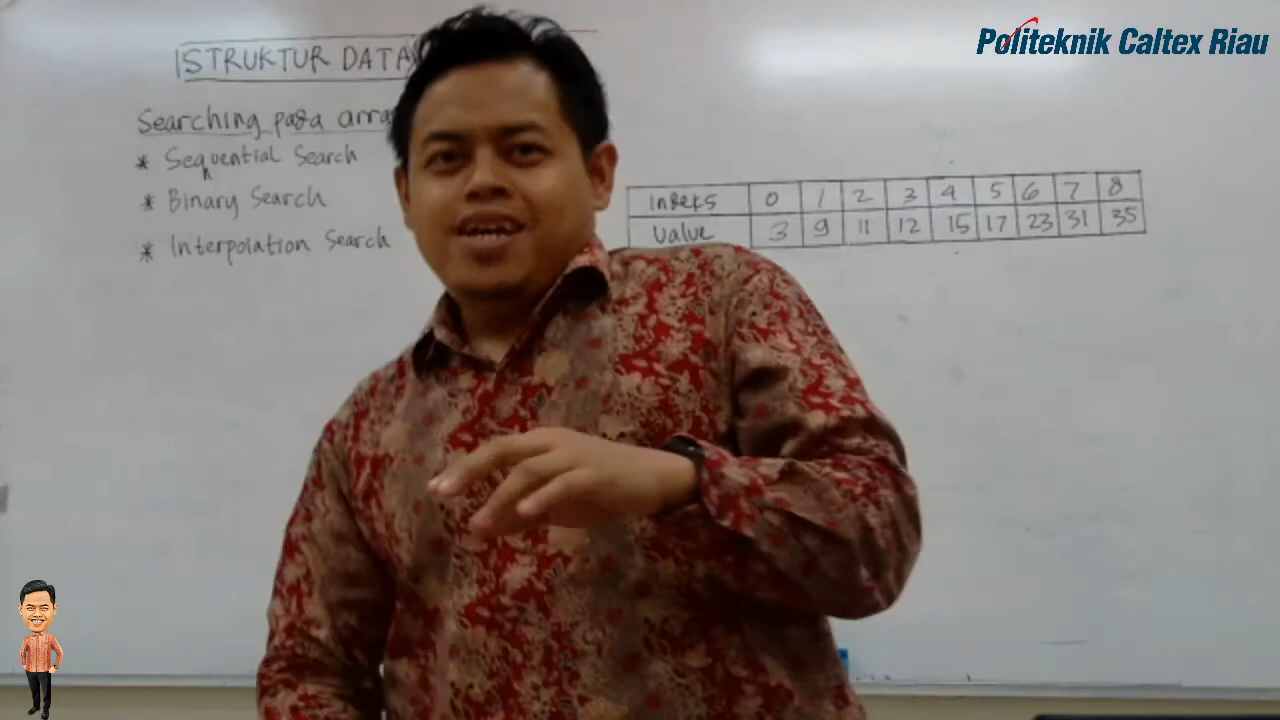 Politeknik Caltex Riau
STRUKTUR DATA
Searching pada arra
* Sequential Search
* Binary Search
* Interpolation Search
Indeks 0 1 2 3 4 5 6 7 8
Value 3 9 11 12 15 17 23 31 35